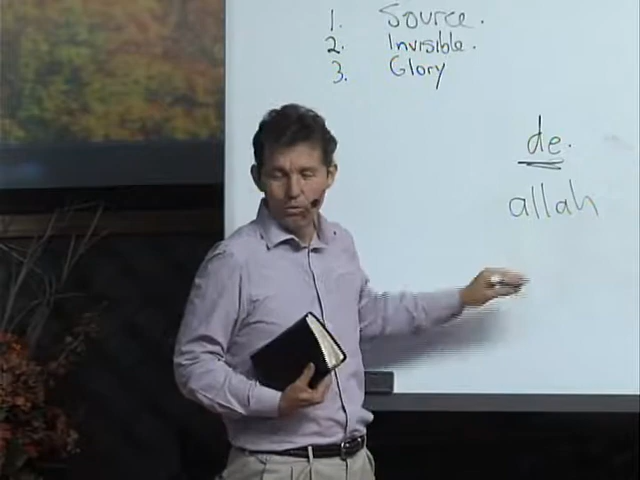 1. Source.
2. Invisible.
3. Glory
de.
allah